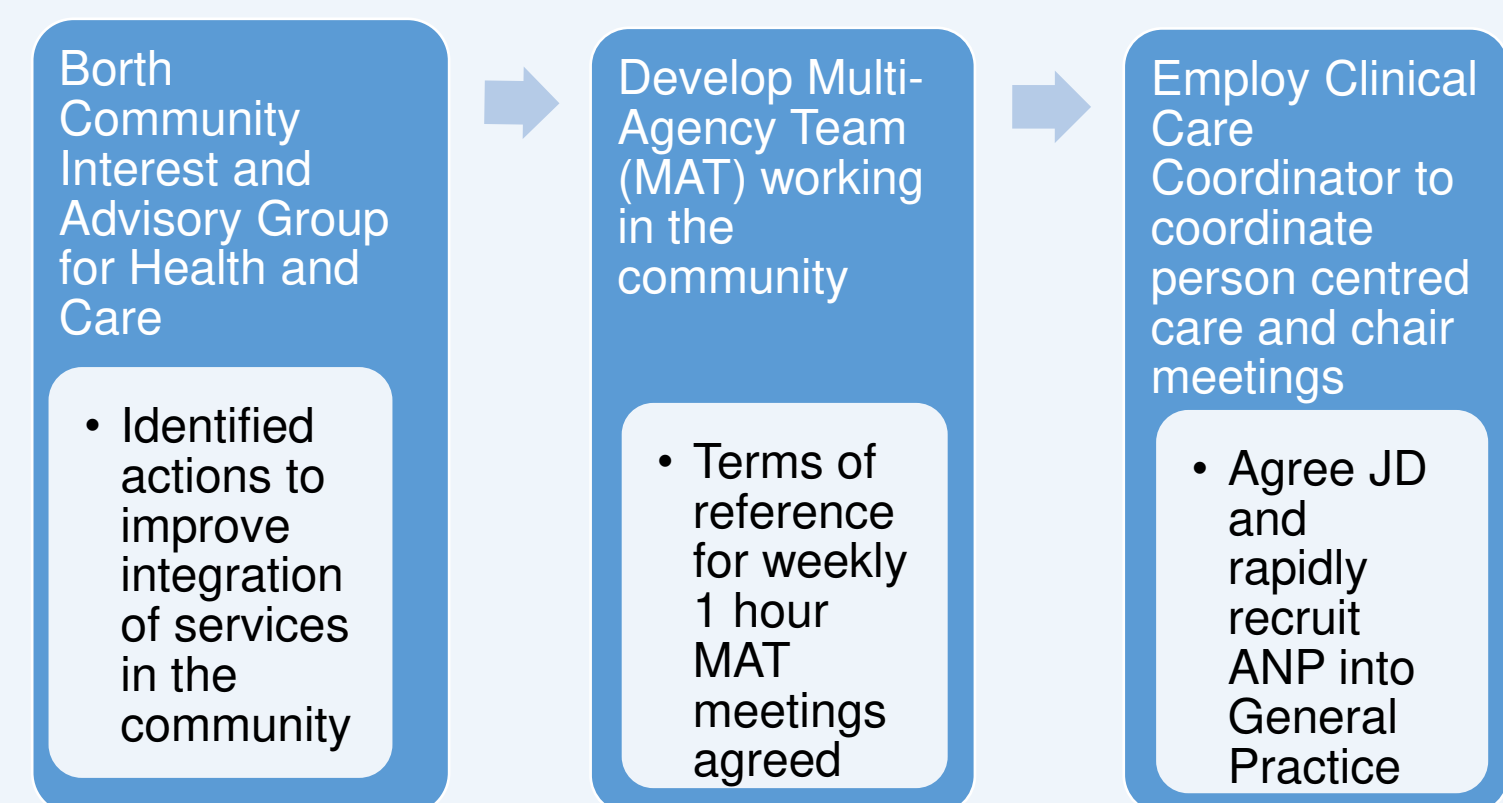 Borth
Community
Interest and
Advisory Group
for Health and
Care
• Identified
actions to
improve
integration
of services
in the
community
Develop Multi-
Agency Team
(MAT) working
in the
community
• Terms of
reference
for weekly
1 hour
MAT
meetings
agreed
Employ Clinical
Care
Coordinator to
coordinate
person centred
care and chair
meetings
• Agree JD
and
rapidly
recruit
ANP into
General
Practice